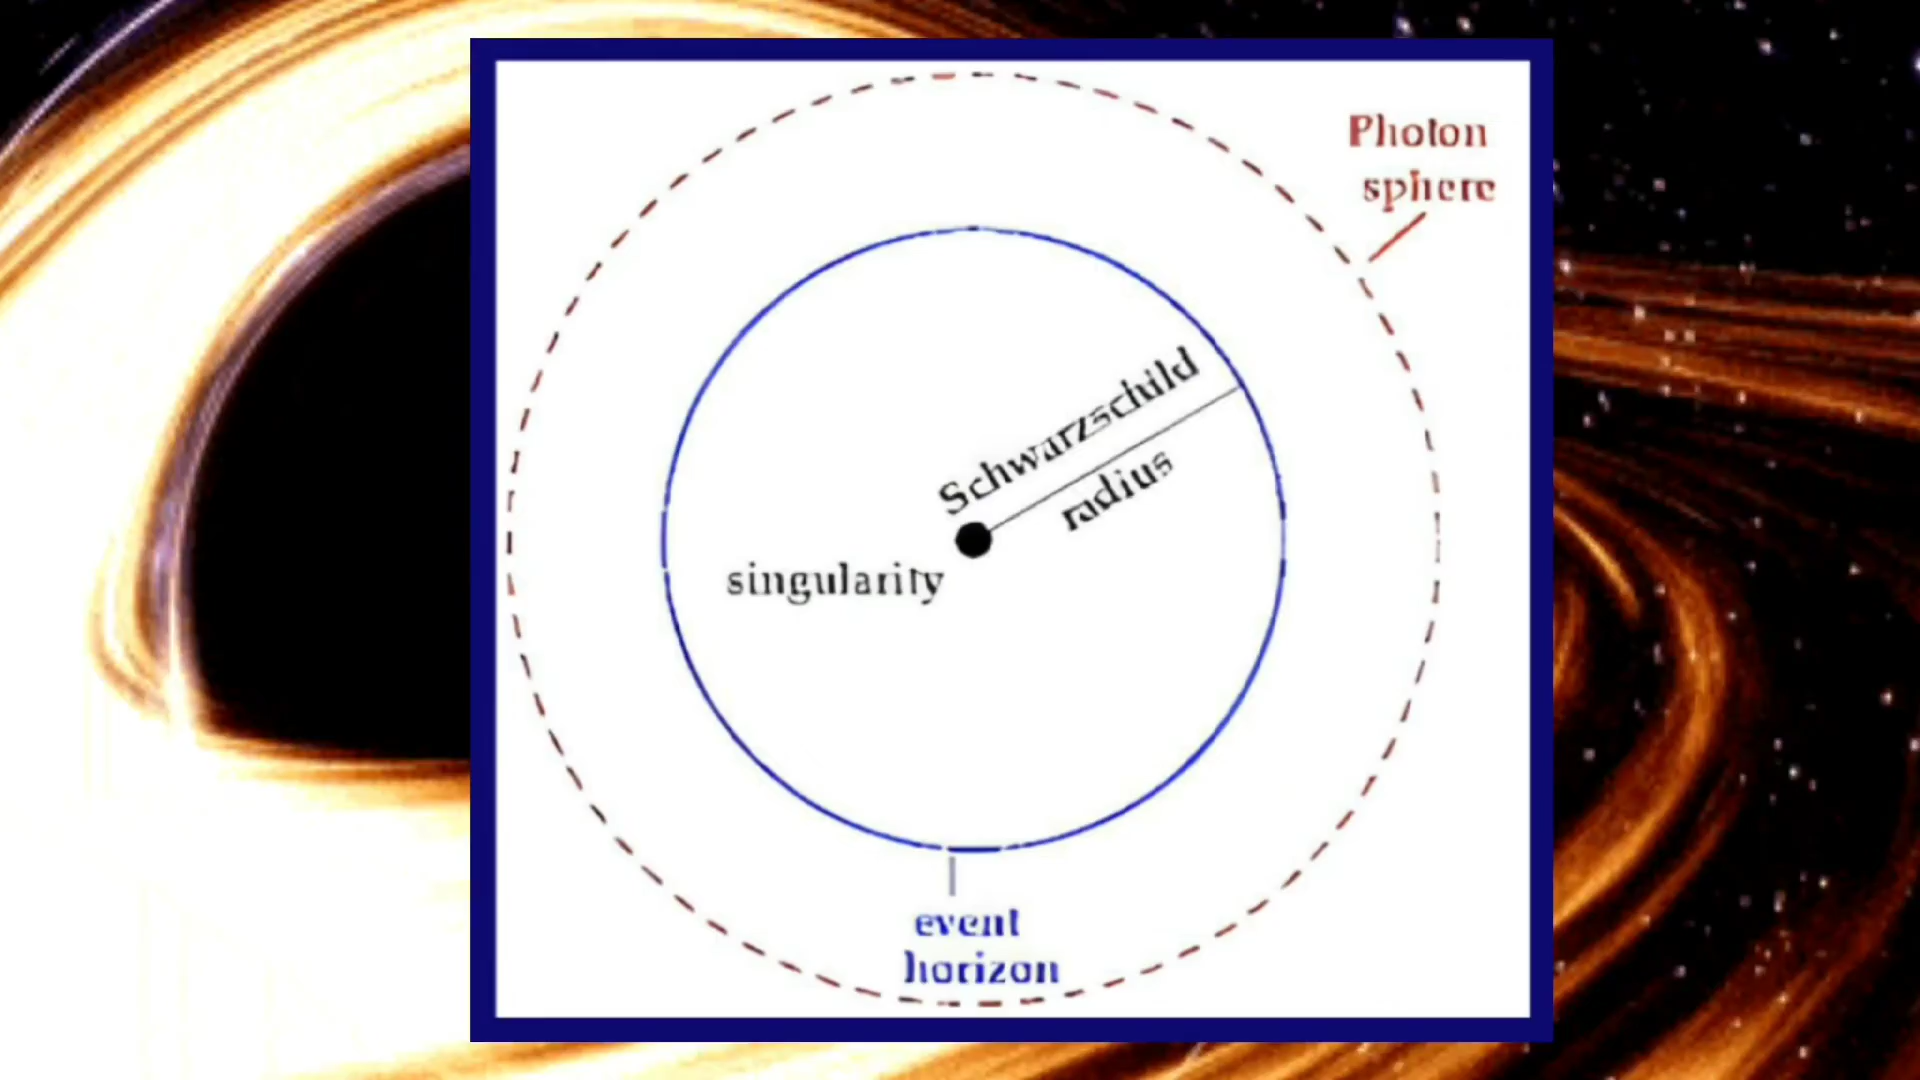 Photon
sphere
Schwarzschild
radius
singularity
event
horizon